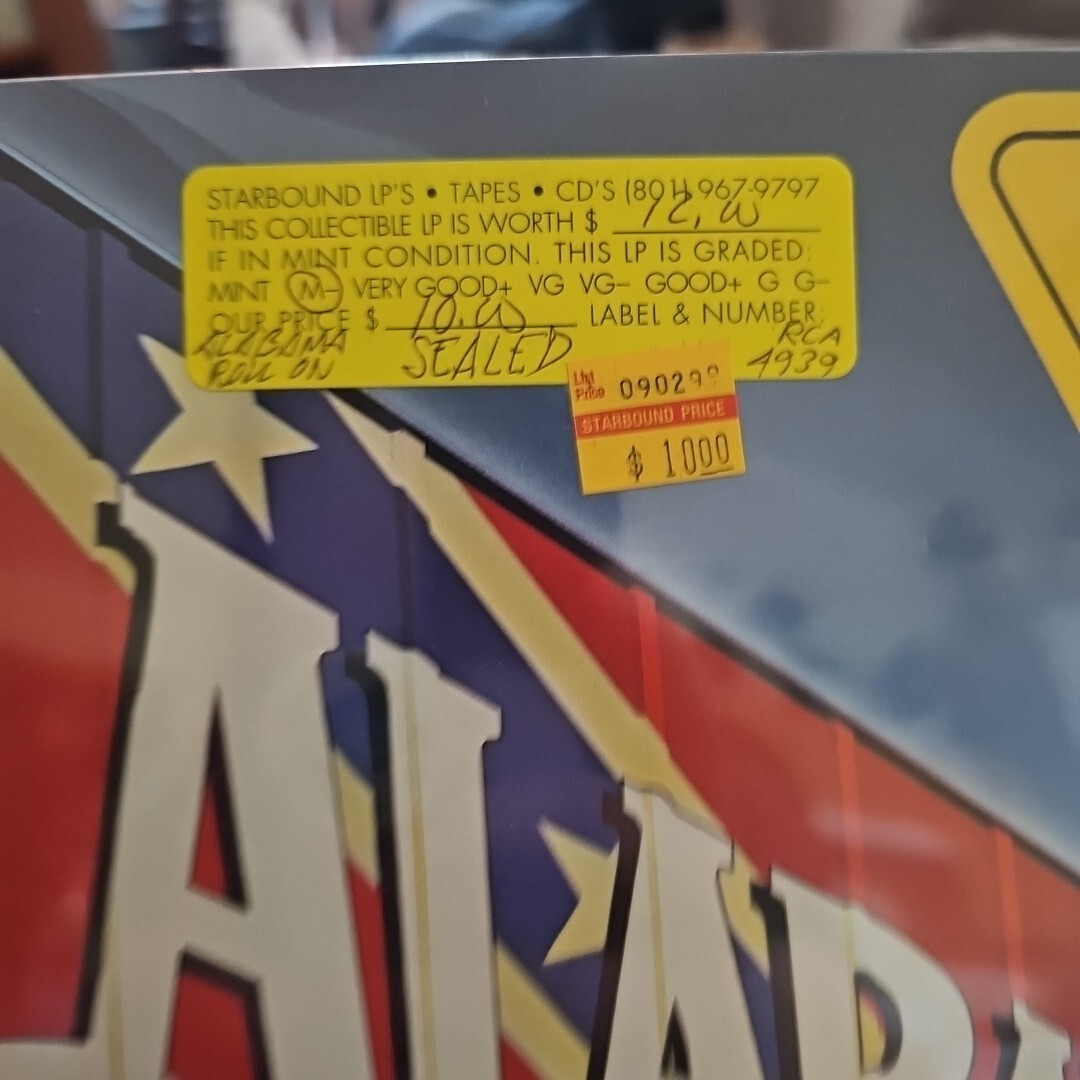 STARBOUND LP'S • TAPES • CD'S (801) 967-9797
THIS COLLECTIBLE LP IS WORTH $ 12.00
IF IN MINT CONDITION. THIS LP IS GRADED:
MINT M- VERY GOOD+ VG VG- GOOD+ G G-
OUR PRICE $ 10.00 LABEL & NUMBER:
ALABAMA SEALED RCA
ROLL ON 4939
List
Price 090299
STARBOUND PRICE
$ 1000
ALA